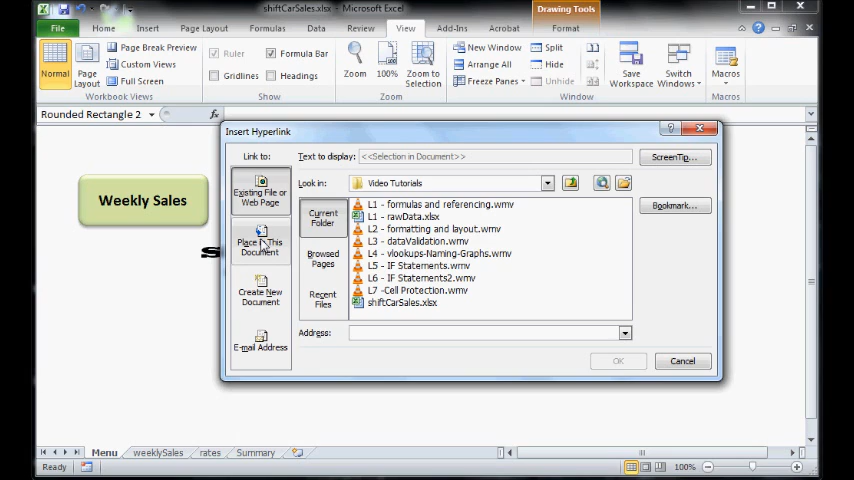 shiftCarSales.xlsx - Microsoft Excel
Drawing Tools
File Home Insert Page Layout Formulas Data Review View Add-Ins Acrobat Format
Normal
Page Layout
Page Break Preview
Custom Views
Full Screen
Workbook Views
Ruler
Formula Bar
Gridlines
Headings
Show
Zoom
100%
Zoom to Selection
Zoom
New Window
Arrange All
Freeze Panes
Split
Hide
Unhide
Save Workspace
Switch Windows
Window
Macros
Macros
Rounded Rectangle 2
fx
Weekly Sales
S
Insert Hyperlink
Link to:
Text to display: <<Selection in Document>>
ScreenTip...
Existing File or Web Page
Look in: Video Tutorials
Bookmark...
Place in This Document
Create New Document
E-mail Address
Current Folder
Browsed Pages
Recent Files
L1 - formulas and referencing.wmv
L1 - rawData.xlsx
L2 - formatting and layout.wmv
L3 - dataValidation.wmv
L4 - vlookups-Naming-Graphs.wmv
L5 - IF Statements.wmv
L6 - IF Statements2.wmv
L7 -Cell Protection.wmv
shiftCarSales.xlsx
Address:
OK
Cancel
Menu weeklySales rates Summary
Ready
100%